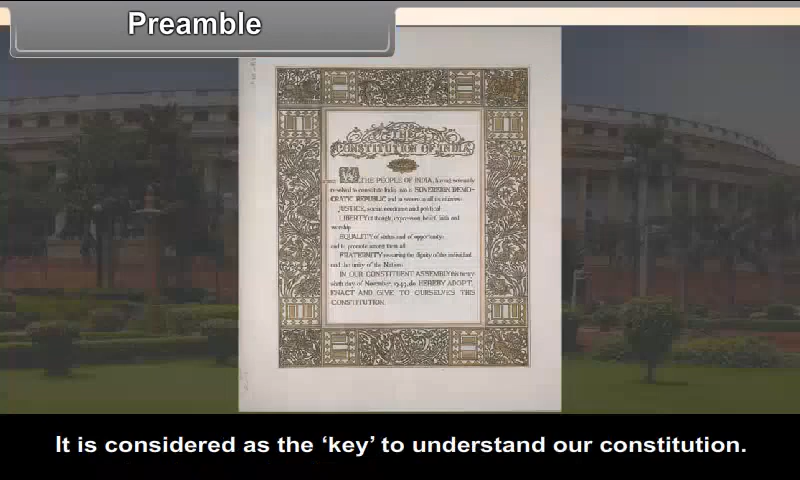 Preamble
THE
CONSTITUTION OF INDIA
WE, THE PEOPLE OF INDIA, having solemnly
resolved to constitute India into a SOVEREIGN DEMO-
CRATIC REPUBLIC and to secure to all its citizens:
JUSTICE, social, economic and political;
LIBERTY of thought, expression, belief, faith and
worship;
EQUALITY of status and of opportunity;
and to promote among them all
FRATERNITY assuring the dignity of the individual
and the unity of the Nation;
IN OUR CONSTITUENT ASSEMBLY this twenty-
sixth day of November, 1949, do HEREBY ADOPT,
ENACT AND GIVE TO OURSELVES THIS
CONSTITUTION.
It is considered as the ‘key’ to understand our constitution.